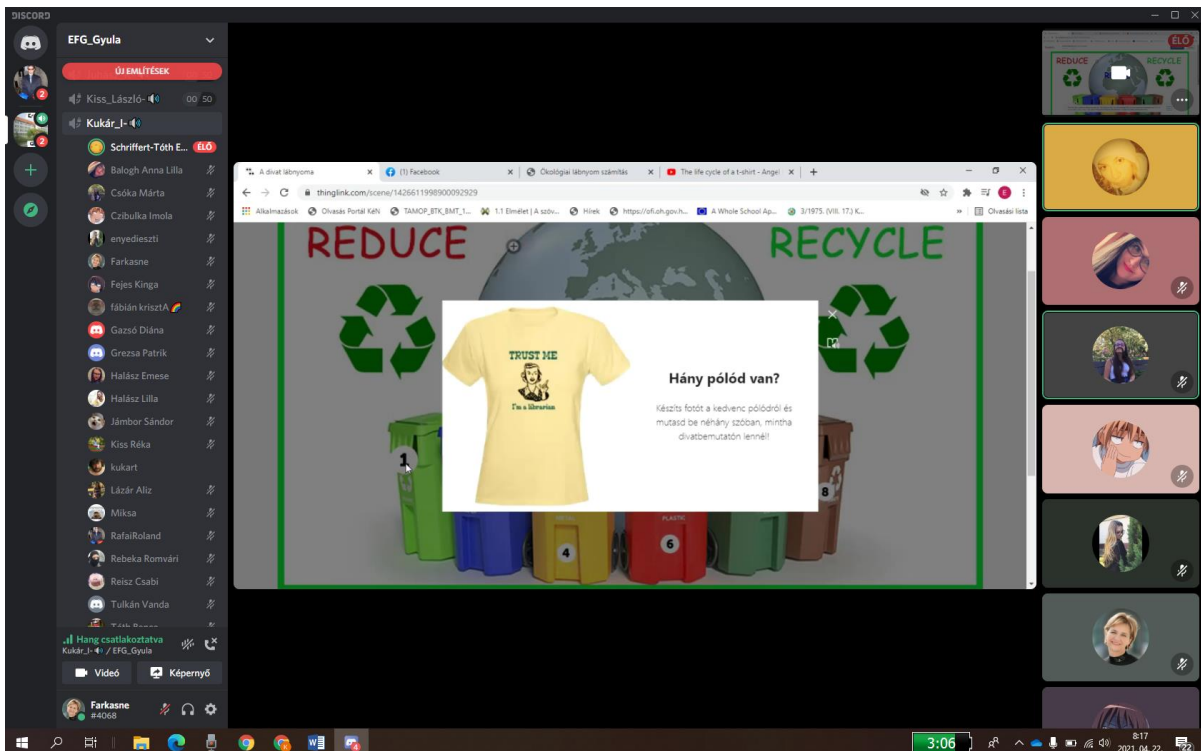 DISCORD
EFG_Gyula
ÚJ EMLÍTÉSEK
Kiss_László-
00 50
Kukár_I-
Schriffert-Tóth E...
ÉLŐ
Balogh Anna Lilla
Csóka Márta
Czibulka Imola
enyedieszti
Farkasne
Fejes Kinga
fábián krisztA
Gazsó Diána
Grezsa Patrik
Halász Emese
Halász Lilla
Jámbor Sándor
Kiss Réka
kukart
Lázár Aliz
Miksa
RafaiRoland
Rebeka Romvári
Reisz Csabi
Tulkán Vanda
Hang csatlakoztatva
Kukár_I- / EFG_Gyula
Videó
Képernyő
Farkasne
#4068
2
2
A divat lábnyoma
(1) Facebook
Ökológiai lábnyom számítás
The life cycle of a t-shirt - Angel
thinglink.com/scene/1426611998900092929
E
Alkalmazások
Olvasás Portál KéN
TAMOP_BTK_BMT_1...
1.1 Elmélet | A szöv...
Hírek
https://ofi.oh.gov.h...
A Whole School Ap...
3/1975. (VIII. 17.) K...
Olvasási lista
REDUCE
RECYCLE
TRUST ME
I'm a librarian
Hány pólód van?
Készíts fotót a kedvenc pólódról és
mutasd be néhány szóban, mintha
divatbemutatón lennél!
1
4
PLASTIC
6
8
ÉLŐ
REDUCE
RECYCLE
3:06
8:17
2021. 04. 22.